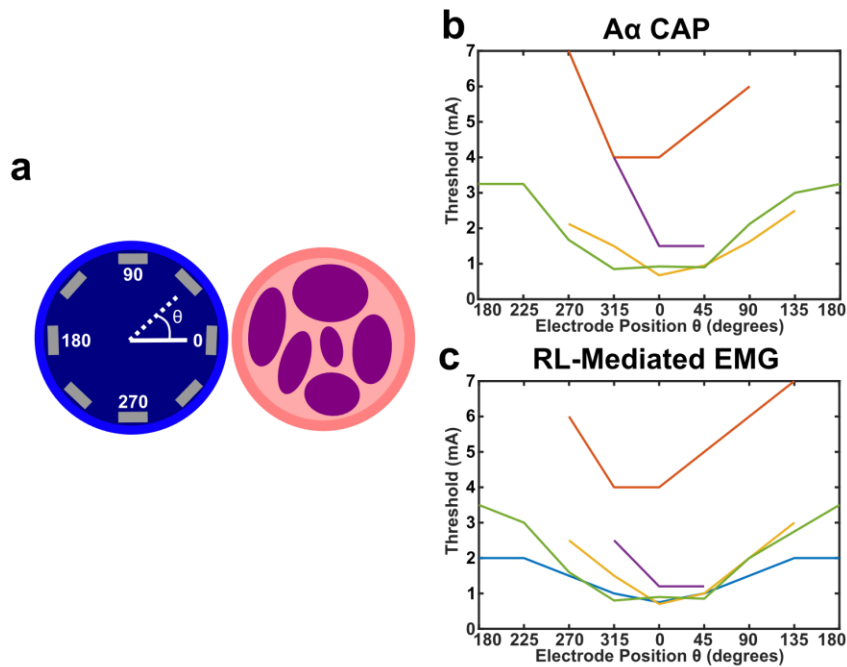 a
90
θ
180
0
270
b
Aα CAP
7
6
5
4
3
2
1
0
Threshold (mA)
180 225 270 315 0 45 90 135 180
Electrode Position θ (degrees)
c
RL-Mediated EMG
7
6
5
4
3
2
1
0
Threshold (mA)
180 225 270 315 0 45 90 135 180
Electrode Position θ (degrees)